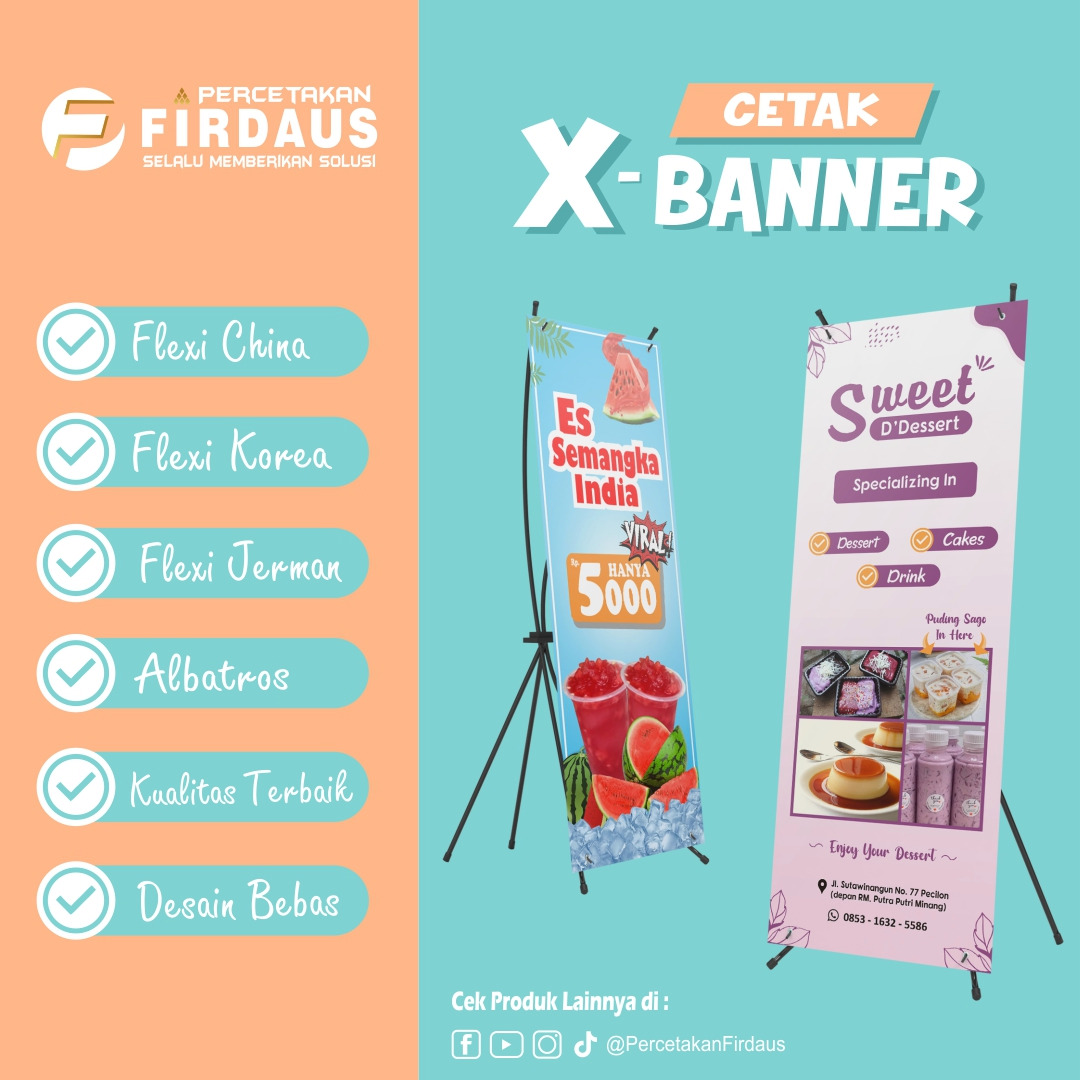 PERCETAKAN
FIRDAUS
SELALU MEMBERIKAN SOLUSI
Flexi China
Flexi Korea
Flexi Jerman
Albatros
Kualitas Terbaik
Desain Bebas
CETAK
X-BANNER
Es
Semangka
India
VIRAL!
Rp. HANYA
5000
Sweet
D'Dessert
Specializing In
Dessert
Cakes
Drink
Puding Sago
In Here
~ Enjoy Your Dessert ~
Jl. Sutawinangun No. 77 Pecilon
(depan RM. Putra Putri Minang)
0853 - 1632 - 5586
Cek Produk Lainnya di :
@PercetakanFirdaus